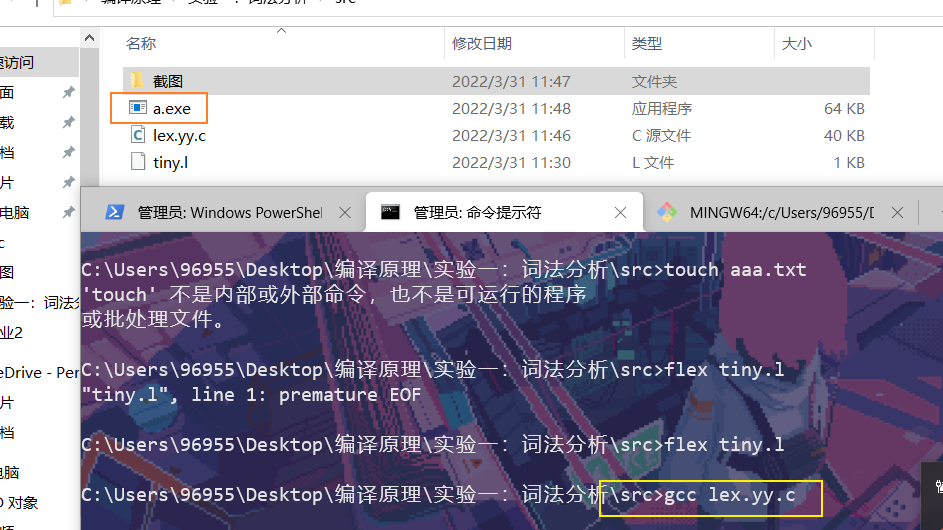 编译原理 实验一：词法分析 src
名称 修改日期 类型 大小
速访问
截图 2022/3/31 11:47 文件夹
面
a.exe 2022/3/31 11:48 应用程序 64 KB
载
lex.yy.c 2022/3/31 11:46 C 源文件 40 KB
档
tiny.l 2022/3/31 11:30 L 文件 1 KB
片
电脑
管理员: Windows PowerShel
管理员: 命令提示符
MINGW64:/c/Users/96955/D
c
图
验一：词法分
业2
eDrive - Per
片
档
电脑
D 对象
C:\Users\96955\Desktop\编译原理\实验一：词法分析\src>touch aaa.txt
'touch' 不是内部或外部命令，也不是可运行的程序
或批处理文件。
C:\Users\96955\Desktop\编译原理\实验一：词法分析\src>flex tiny.l
"tiny.l", line 1: premature EOF
C:\Users\96955\Desktop\编译原理\实验一：词法分析\src>flex tiny.l
C:\Users\96955\Desktop\编译原理\实验一：词法分析\src>gcc lex.yy.c